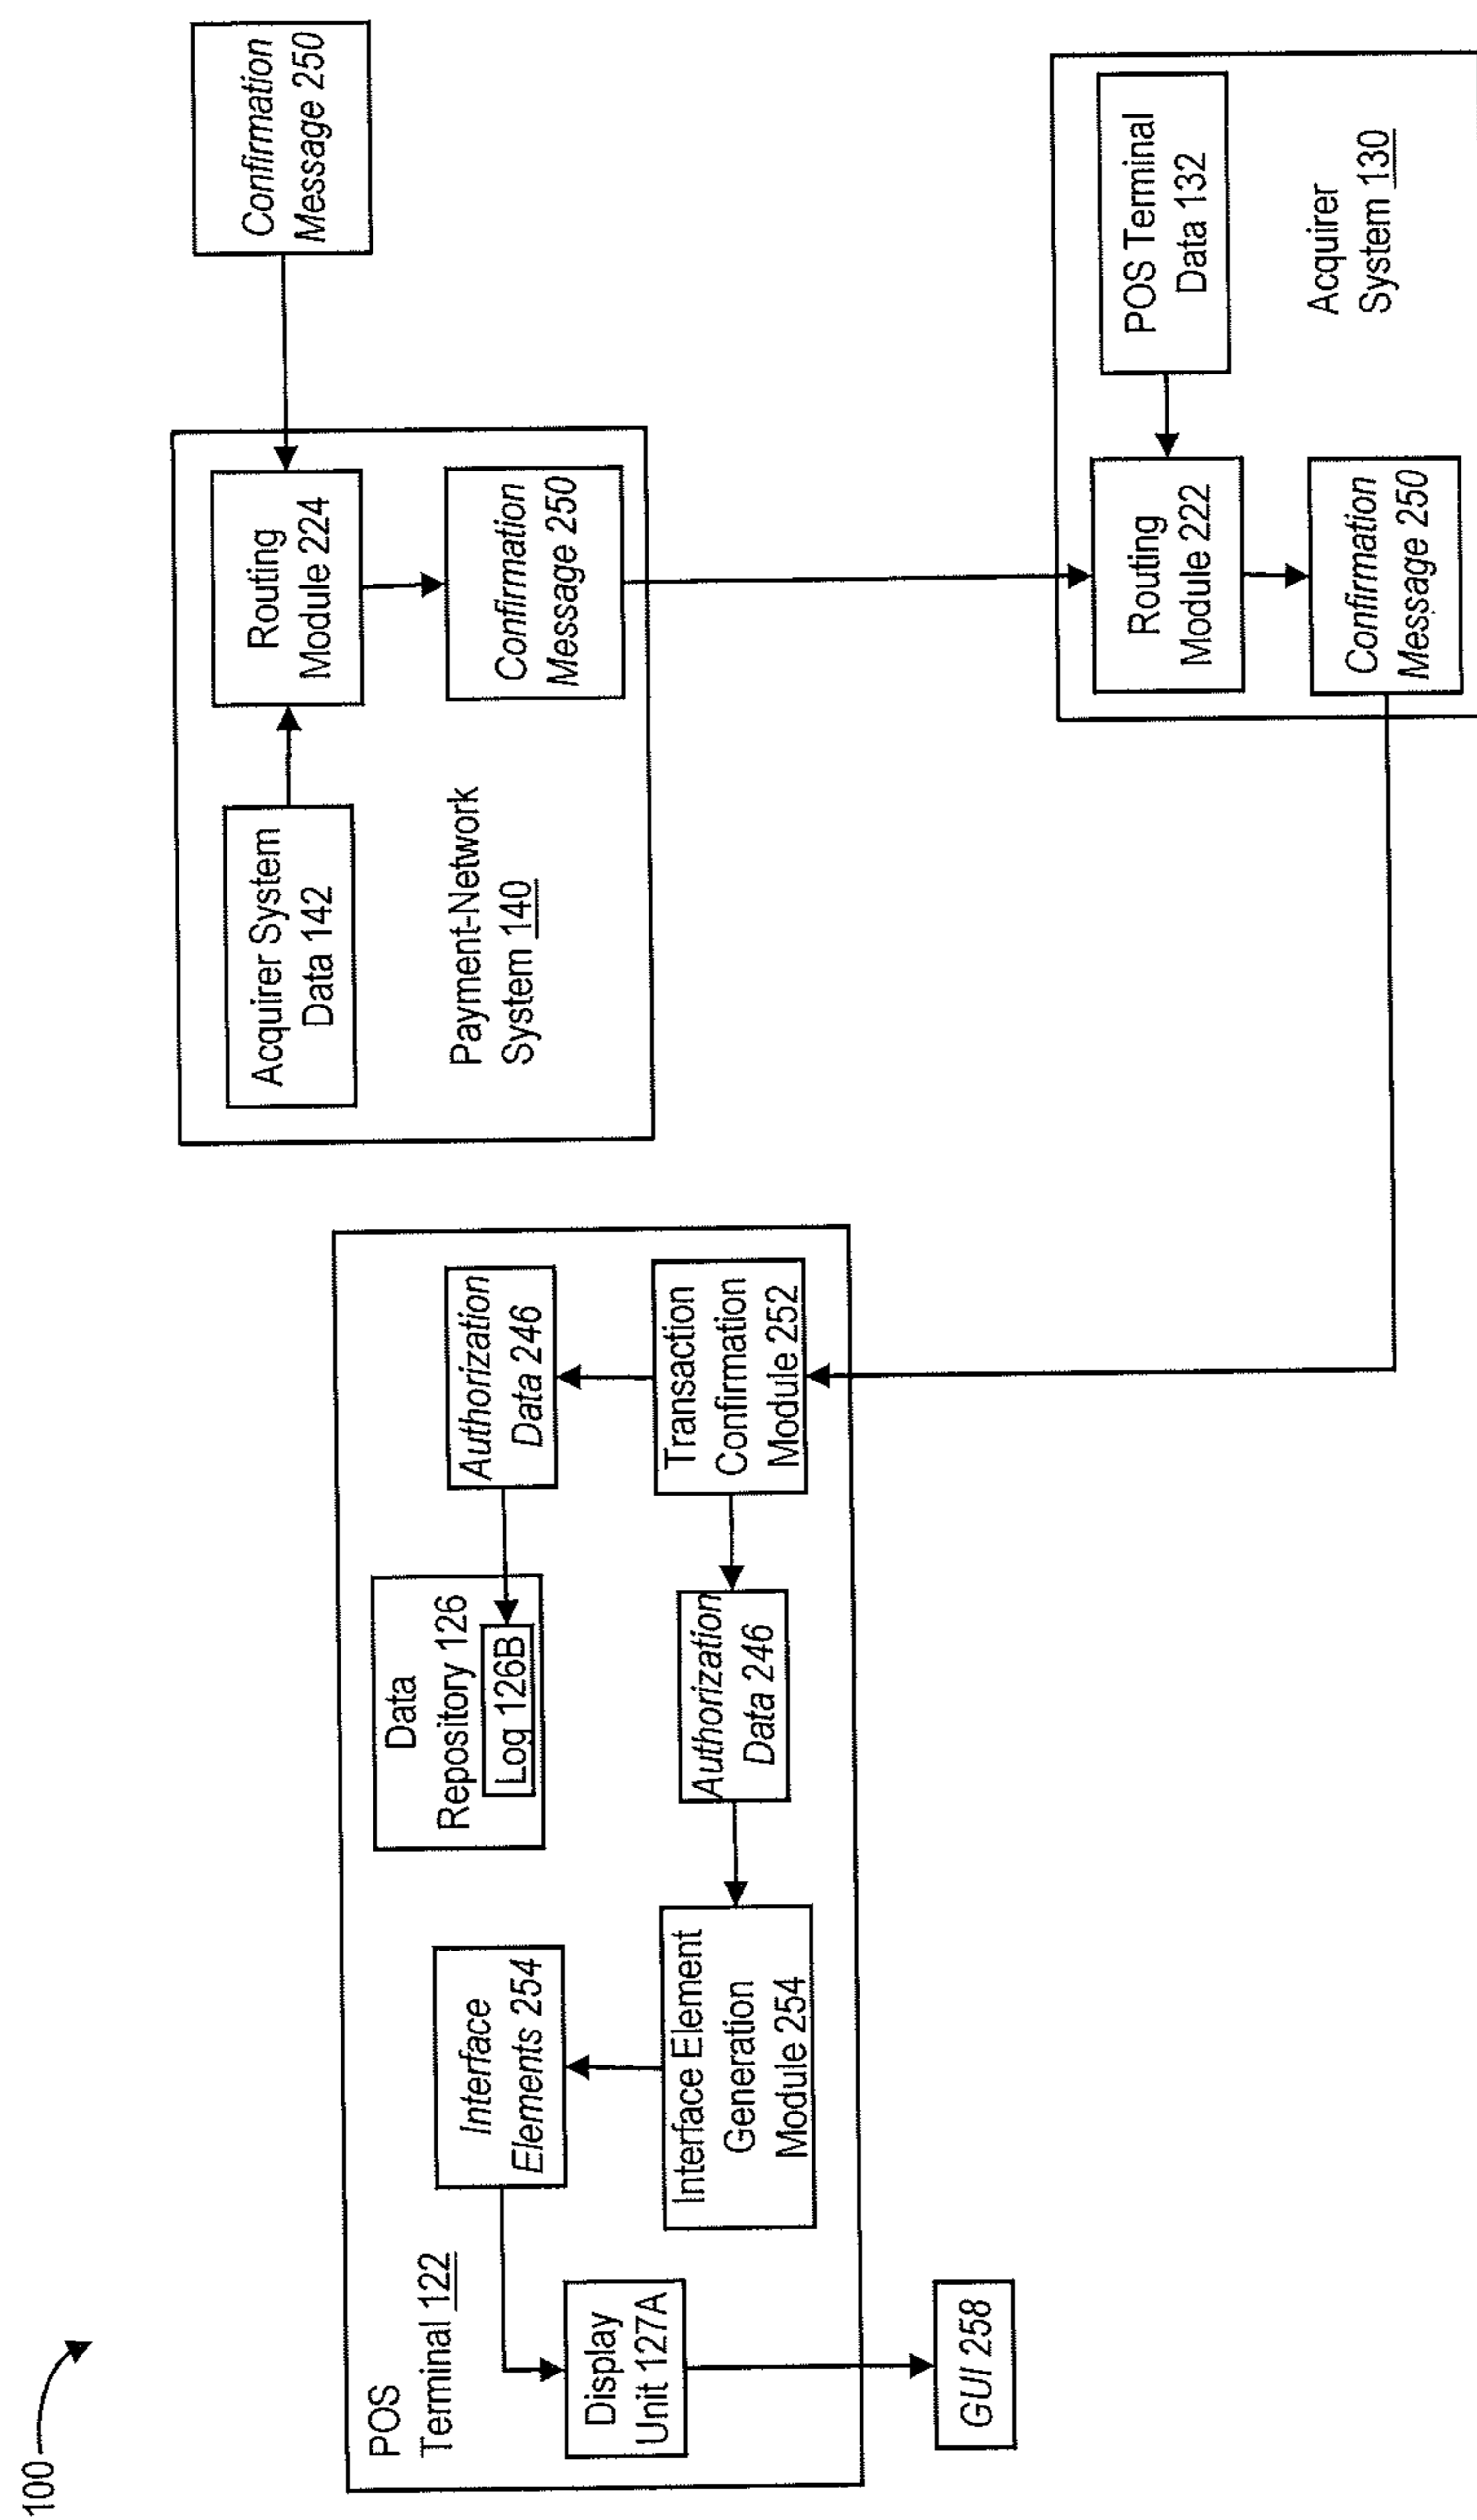 100
POS
Terminal 122
Display
Unit 127A
GUI 258
Interface
Elements 254
Interface Element
Generation
Module 254
Data
Repository 126
Log 126B
Authorization
Data 246
Authorization
Data 246
Transaction
Confirmation
Module 252
Acquirer System
Data 142
Payment-Network
System 140
Routing
Module 224
Confirmation
Message 250
Confirmation
Message 250
Routing
Module 222
Confirmation
Message 250
POS Terminal
Data 132
Acquirer
System 130